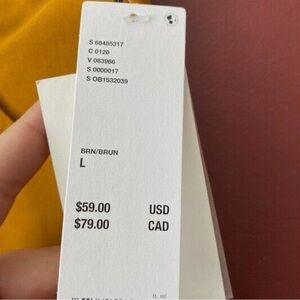 S 68485317
C 0120
V 083966
S 0000017
S OB1532039
BRN/BRUN
L
$59.00 USD
$79.00 CAD